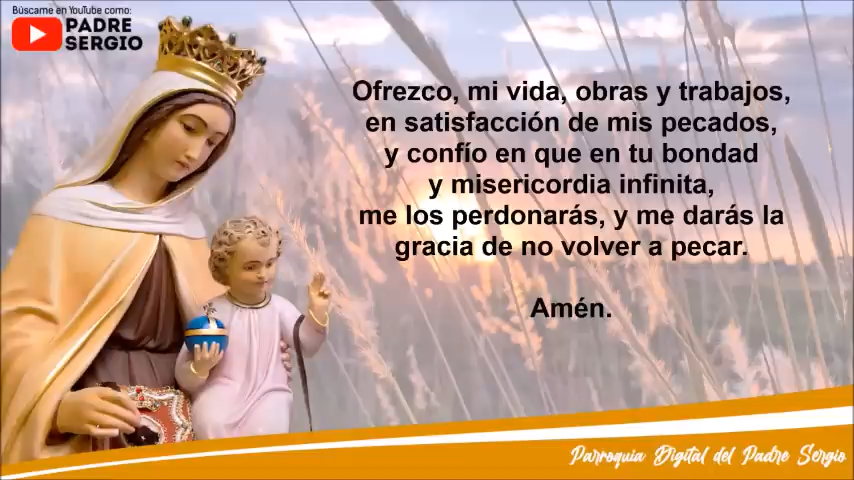 Búscame en YouTube como:
PADRE
SERGIO
Ofrezco, mi vida, obras y trabajos,
en satisfacción de mis pecados,
y confío en que en tu bondad
y misericordia infinita,
me los perdonarás, y me darás la
gracia de no volver a pecar.
Amén.
Parroquia Digital del Padre Sergio